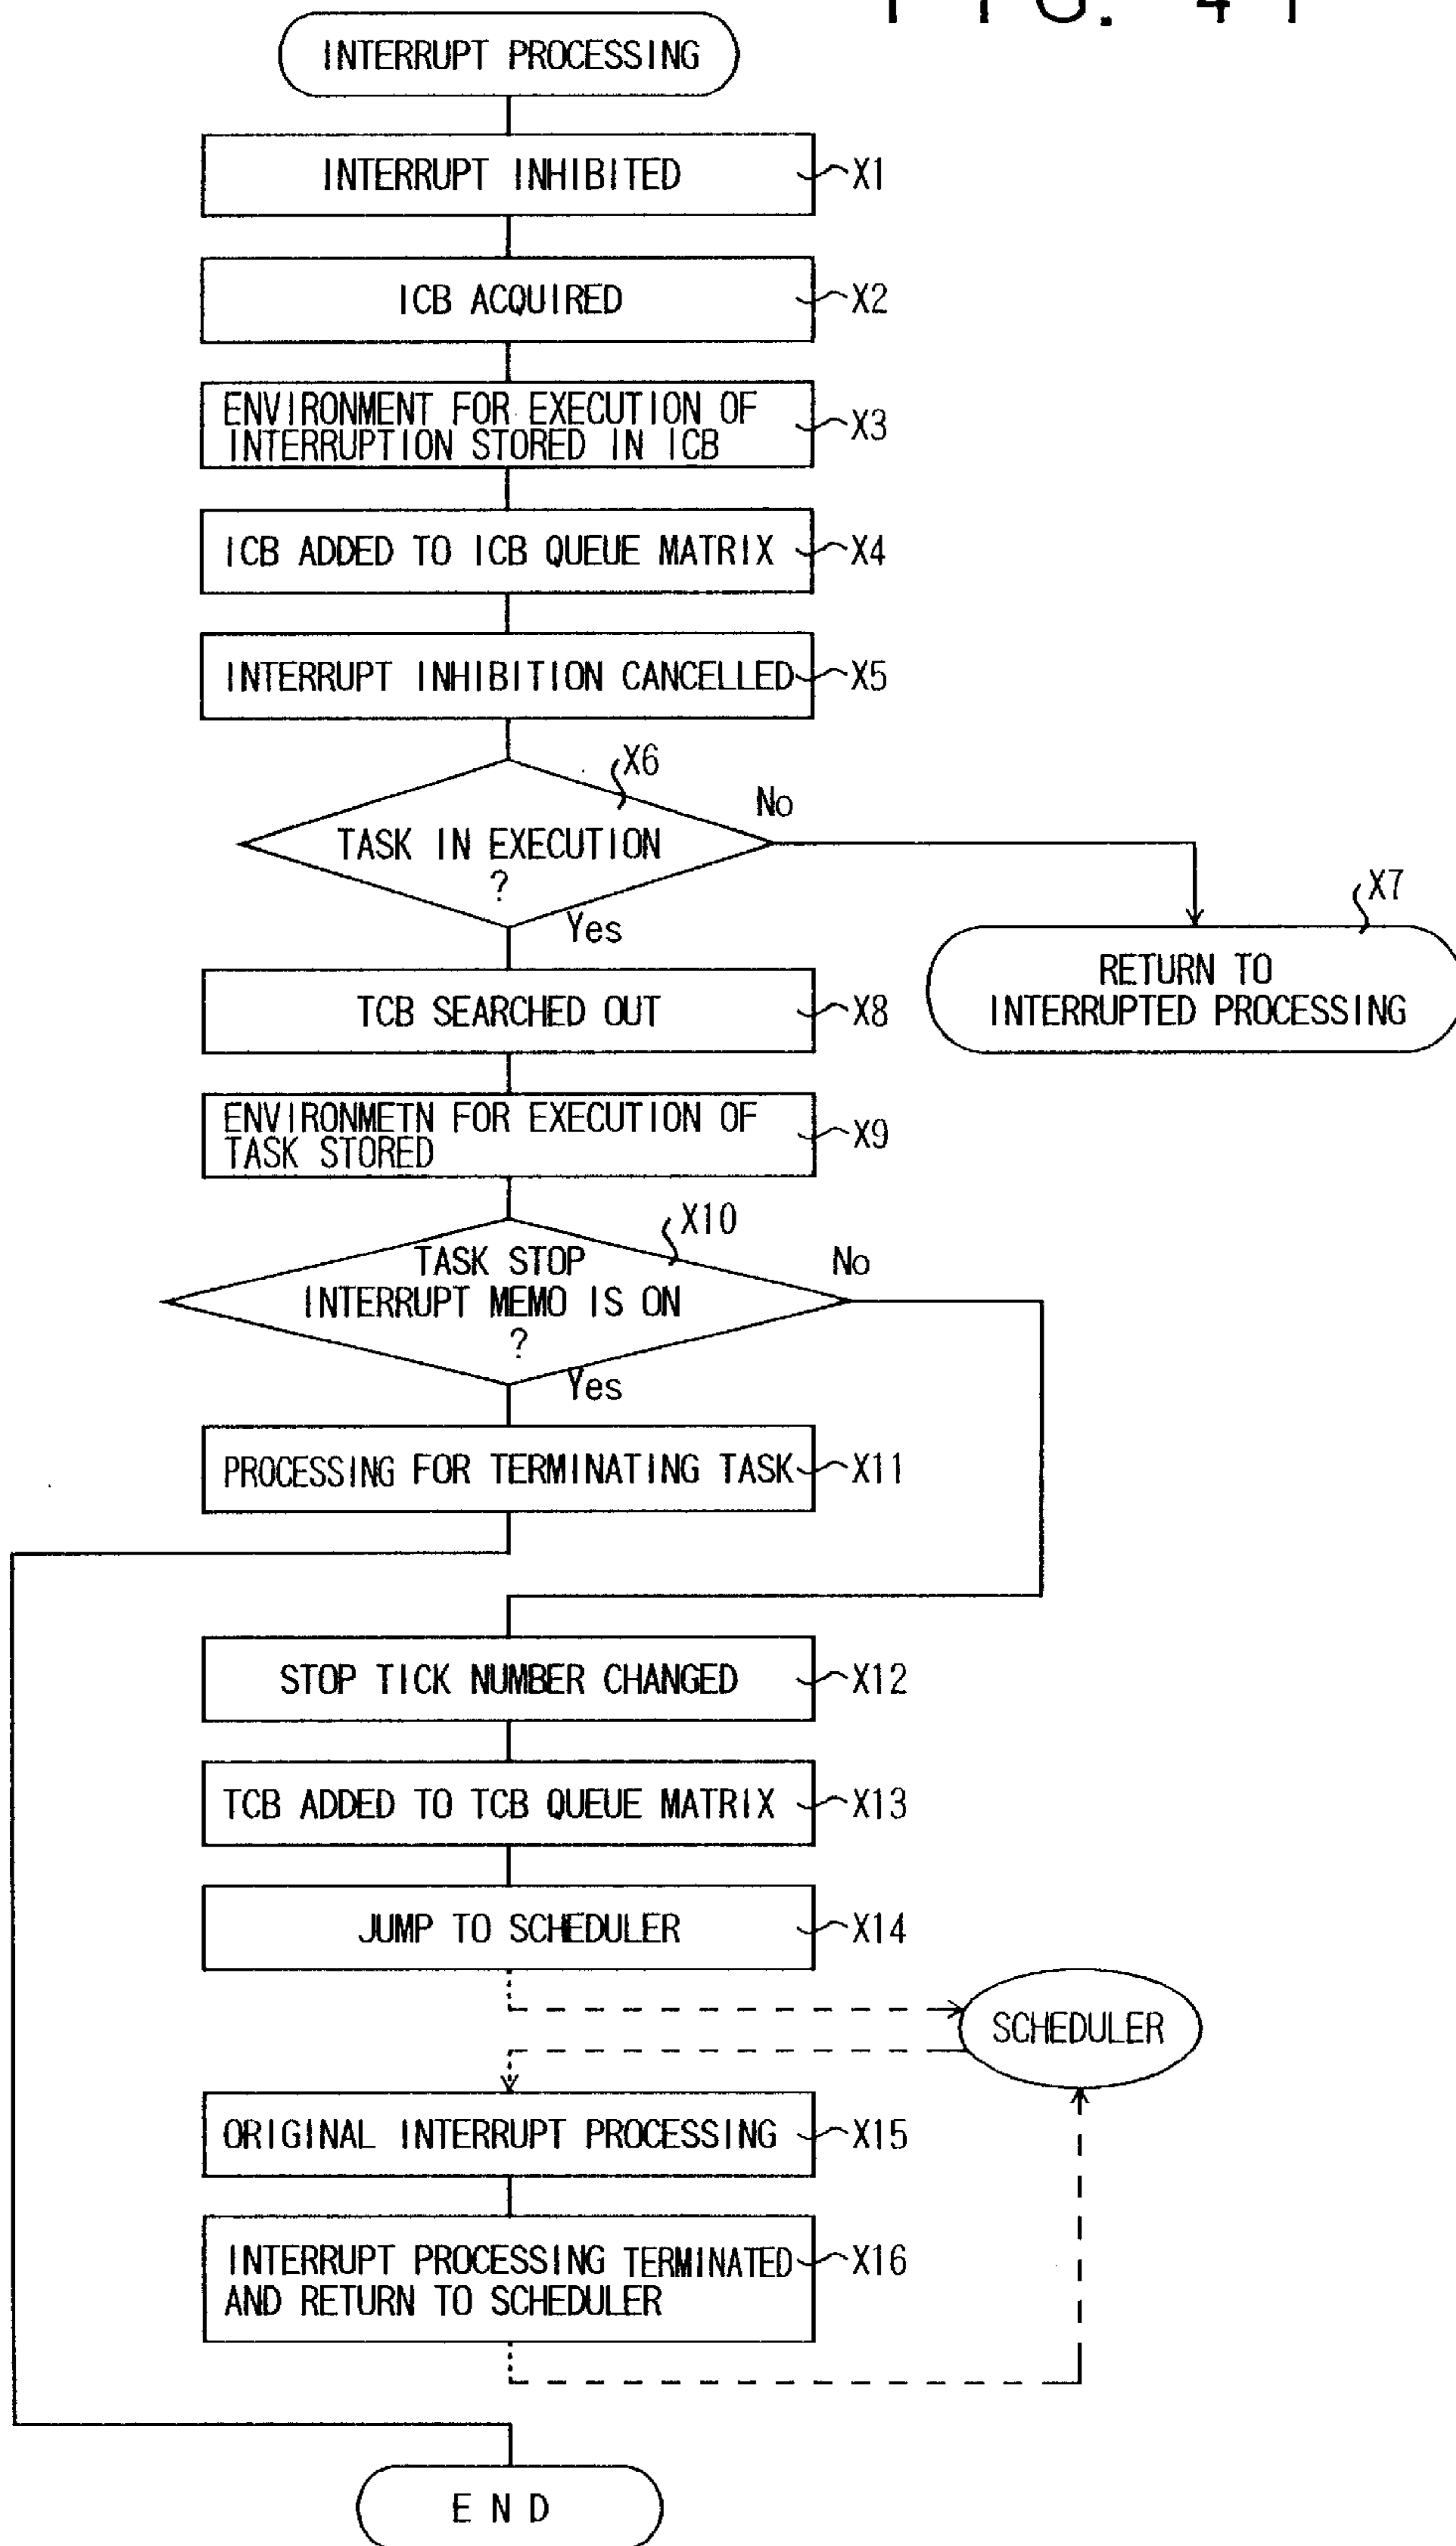 FIG. 41
INTERRUPT PROCESSING
INTERRUPT INHIBITED
X1
ICB ACQUIRED
X2
ENVIRONMENT FOR EXECUTION OF
INTERRUPTION STORED IN ICB
X3
ICB ADDED TO ICB QUEUE MATRIX
X4
INTERRUPT INHIBITION CANCELLED
X5
X6
No
TASK IN EXECUTION
?
Yes
X7
RETURN TO
INTERRUPTED PROCESSING
TCB SEARCHED OUT
X8
ENVIRONMETN FOR EXECUTION OF
TASK STORED
X9
X10
No
TASK STOP
INTERRUPT MEMO IS ON
?
Yes
PROCESSING FOR TERMINATING TASK
X11
STOP TICK NUMBER CHANGED
X12
TCB ADDED TO TCB QUEUE MATRIX
X13
JUMP TO SCHEDULER
X14
SCHEDULER
ORIGINAL INTERRUPT PROCESSING
X15
INTERRUPT PROCESSING TERMINATED
AND RETURN TO SCHEDULER
X16
END